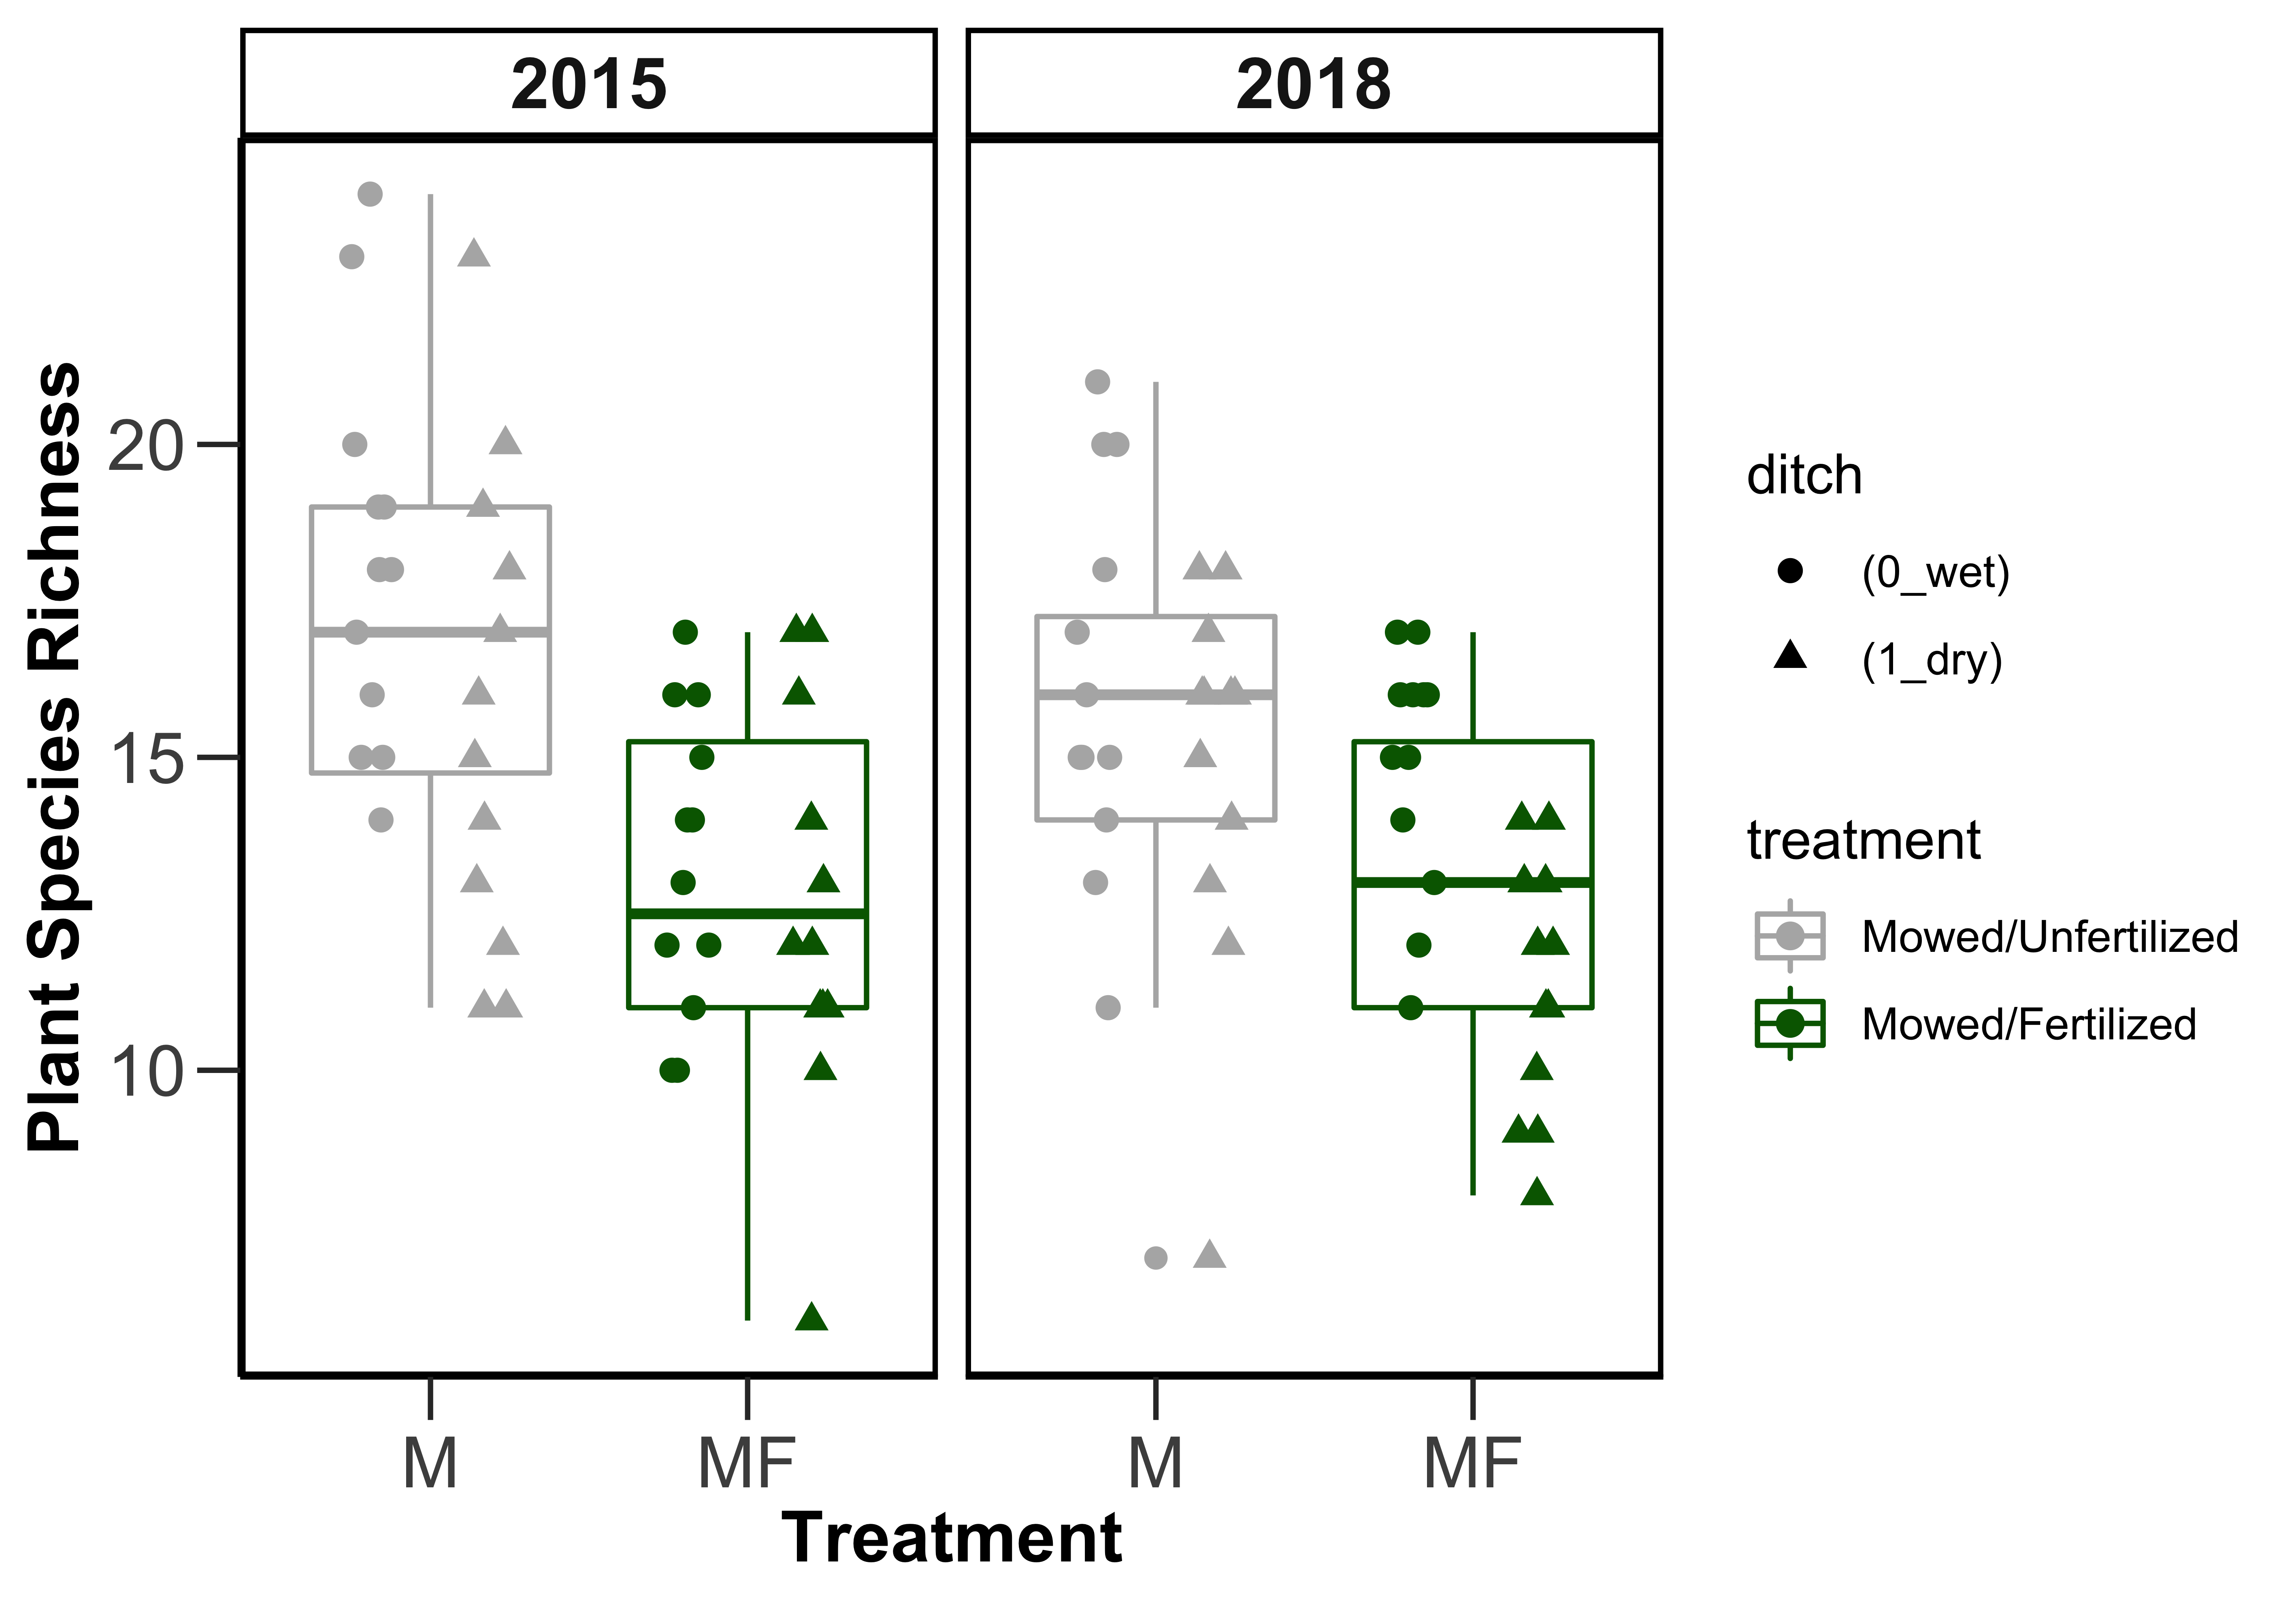 2015
2018
Plant Species Richness
20
15
10
M
MF
M
MF
Treatment
ditch
(0_wet)
(1_dry)
treatment
Mowed/Unfertilized
Mowed/Fertilized